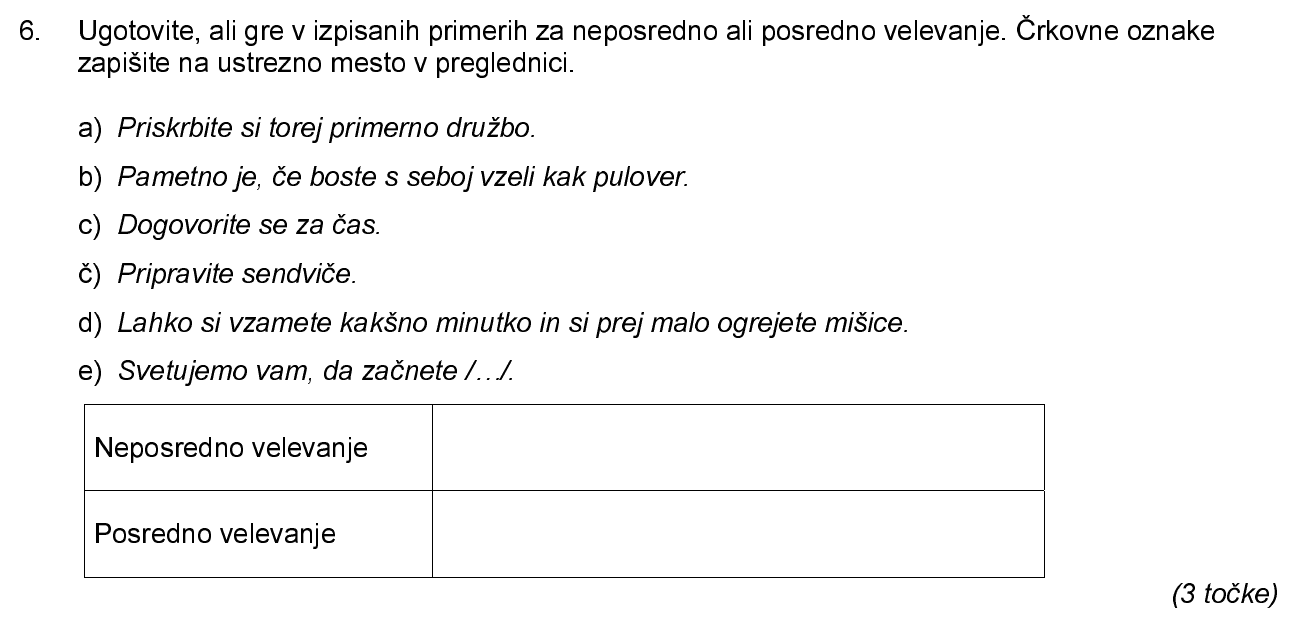 6. Ugotovite, ali gre v izpisanih primerih za neposredno ali posredno velevanje. Črkovne oznake
zapišite na ustrezno mesto v preglednici.
a) Priskrbite si torej primerno družbo.
b) Pametno je, če boste s seboj vzeli kak pulover.
c) Dogovorite se za čas.
č) Pripravite sendviče.
d) Lahko si vzamete kakšno minutko in si prej malo ogrejete mišice.
e) Svetujemo vam, da začnete /…/.
Neposredno velevanje
Posredno velevanje
(3 točke)